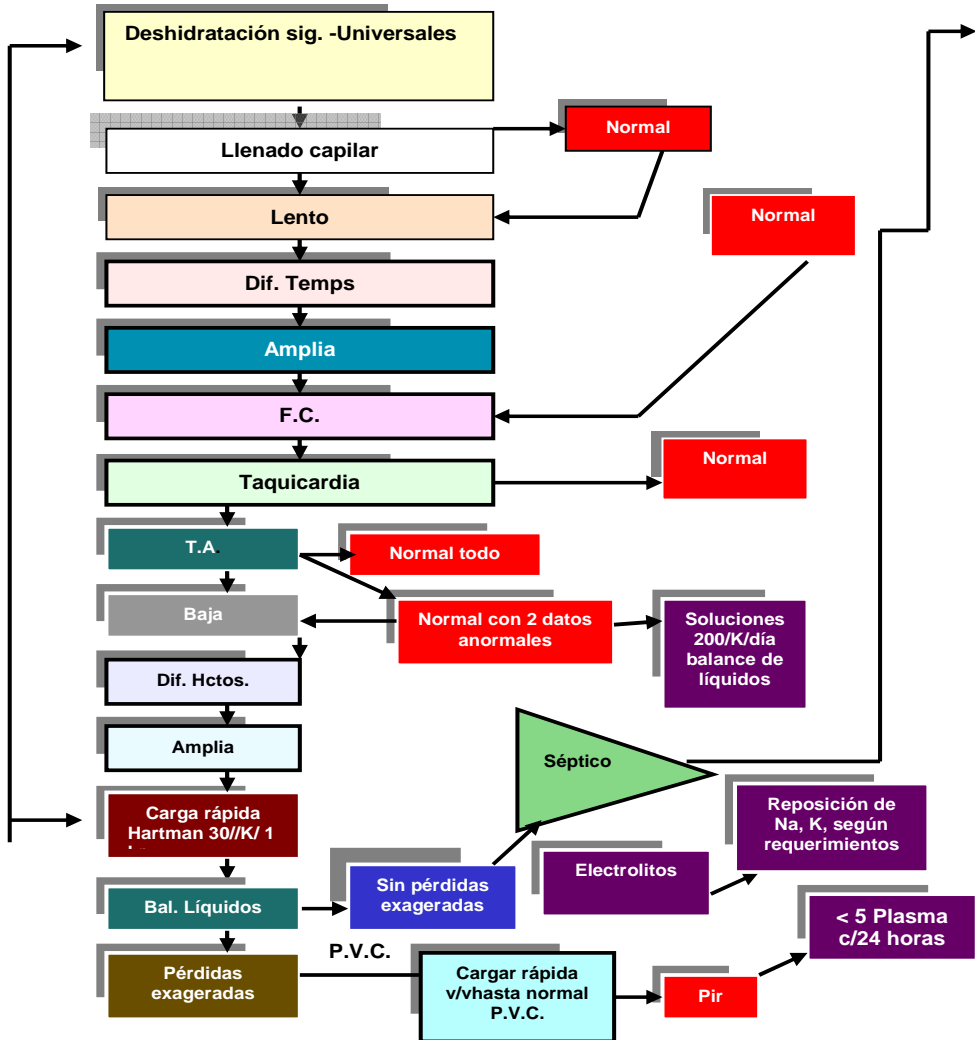 Deshidratación sig. -Universales
Normal
Llenado capilar
Lento
Normal
Dif. Temps
Amplia
F.C.
Normal
Taquicardia
T.A.
Normal todo
Baja
Normal con 2 datos
anormales
Soluciones
200/K/día
balance de
líquidos
Dif. Hctos.
Amplia
Séptico
Carga rápida
Hartman 30//K/ 1
Reposición de
Na, K, según
requerimientos
Electrolitos
Sin pérdidas
exageradas
Bal. Líquidos
< 5 Plasma
c/24 horas
P.V.C.
Pérdidas
exageradas
Cargar rápida
v/vhasta normal
P.V.C.
Pir